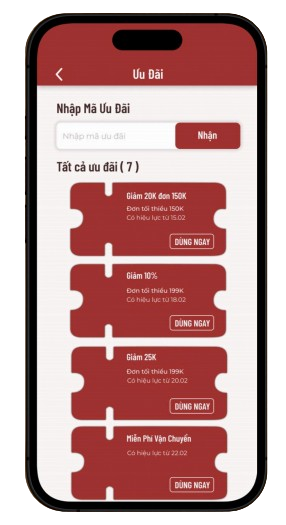 Ưu Đãi
Nhập Mã Ưu Đãi
Nhập mã ưu đãi
Nhận
Tất cả ưu đãi ( 7 )
Giảm 20K đơn 150K
Đơn tối thiểu 150K
Có hiệu lực từ 15.02
DÙNG NGAY
Giảm 10%
Đơn tối thiểu 199K
Có hiệu lực từ 18.02
DÙNG NGAY
Giảm 25K
Đơn tối thiểu 199K
Có hiệu lực từ 20.02
DÙNG NGAY
Miễn Phí Vận Chuyển
Có hiệu lực từ 22.02
DÙNG NGAY